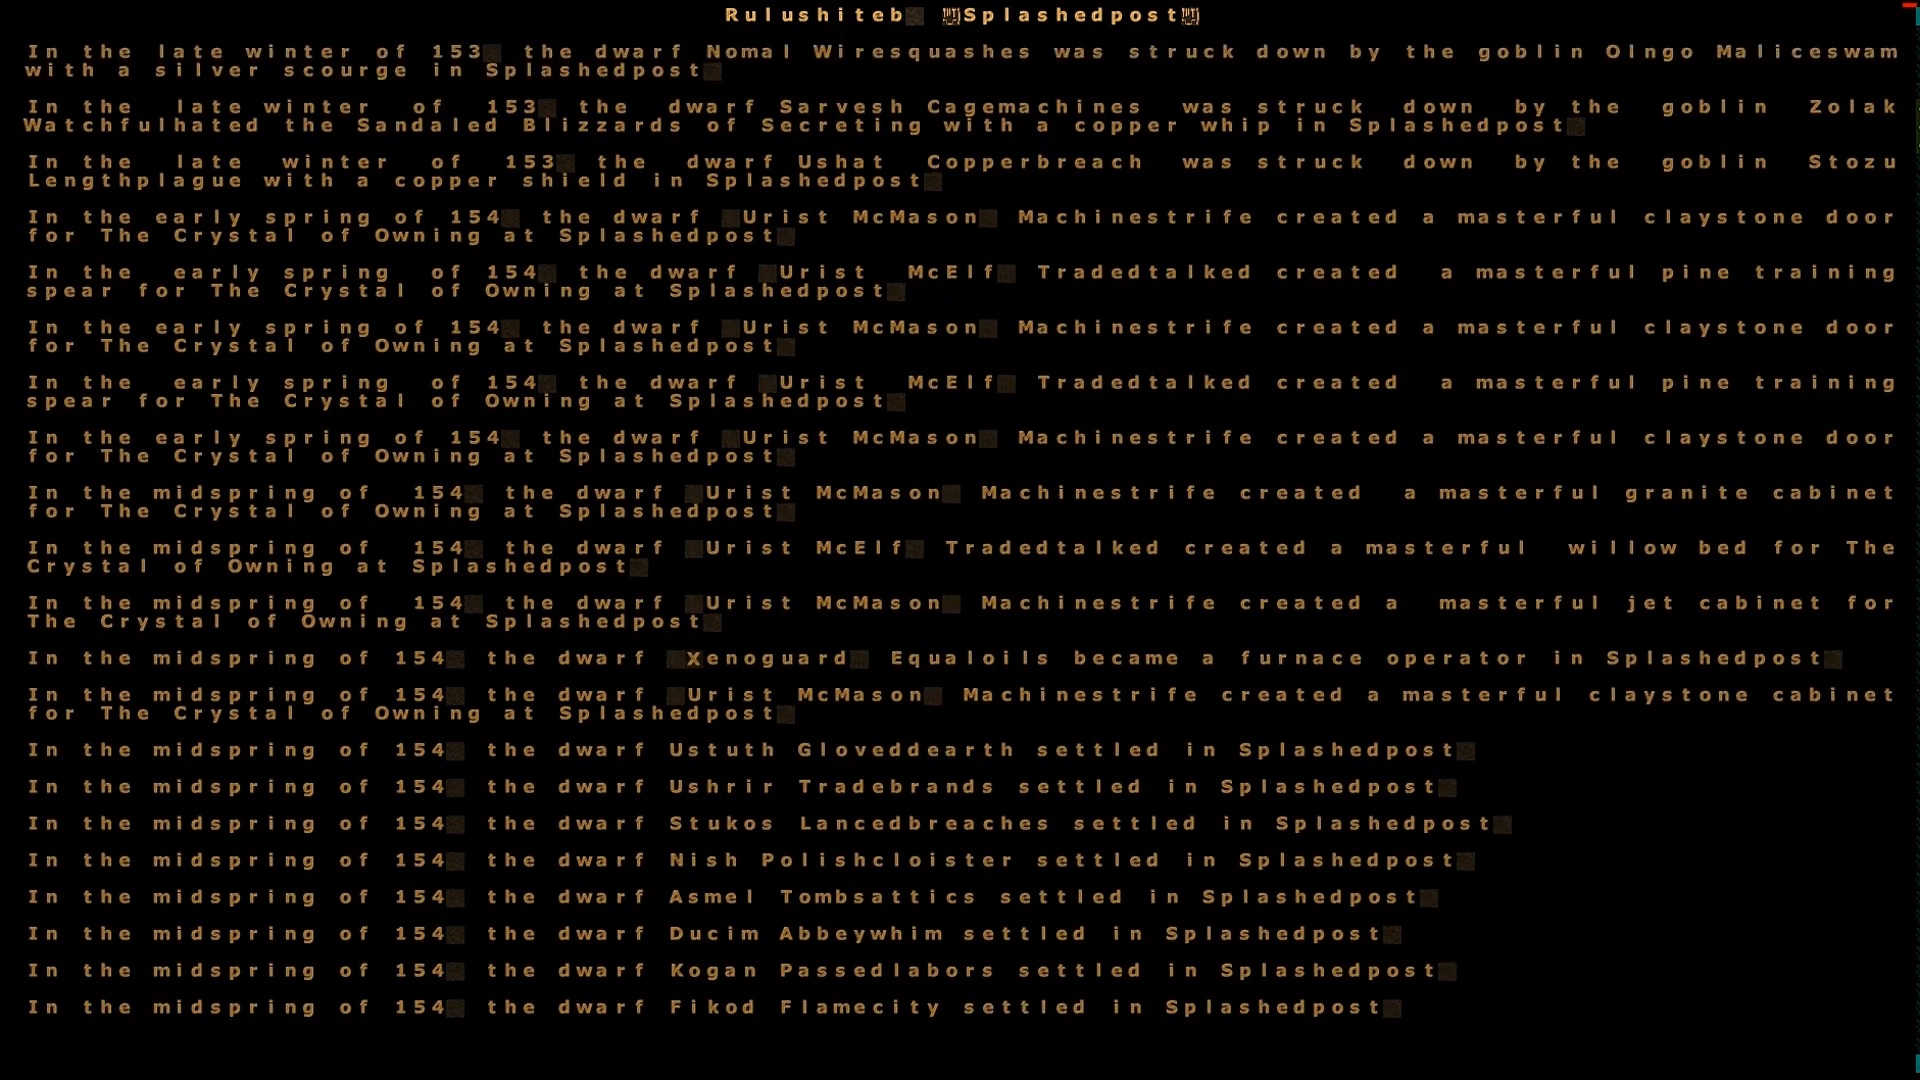 Rulushiteb Splashedpost
In the late winter of 153 the dwarf Nomal Wiresquashes was struck down by the goblin Olngo Maliceswam
with a silver scourge in Splashedpost
In the late winter of 153 the dwarf Sarvesh Cagemachines was struck down by the goblin Zolak
Watchfulhated the Sandaled Blizzards of Secreting with a copper whip in Splashedpost
In the late winter of 153 the dwarf Ushat Copperbreach was struck down by the goblin Stozu
Lengthplague with a copper shield in Splashedpost
In the early spring of 154 the dwarf Urist McMason Machinestrife created a masterful claystone door
for The Crystal of Owning at Splashedpost
In the early spring of 154 the dwarf Urist McElf Tradedtalked created a masterful pine training
spear for The Crystal of Owning at Splashedpost
In the early spring of 154 the dwarf Urist McMason Machinestrife created a masterful claystone door
for The Crystal of Owning at Splashedpost
In the early spring of 154 the dwarf Urist McElf Tradedtalked created a masterful pine training
spear for The Crystal of Owning at Splashedpost
In the early spring of 154 the dwarf Urist McMason Machinestrife created a masterful claystone door
for The Crystal of Owning at Splashedpost
In the midspring of 154 the dwarf Urist McMason Machinestrife created a masterful granite cabinet
for The Crystal of Owning at Splashedpost
In the midspring of 154 the dwarf Urist McElf Tradedtalked created a masterful willow bed for The
Crystal of Owning at Splashedpost
In the midspring of 154 the dwarf Urist McMason Machinestrife created a masterful jet cabinet for
The Crystal of Owning at Splashedpost
In the midspring of 154 the dwarf Xenoguard Equaloils became a furnace operator in Splashedpost
In the midspring of 154 the dwarf Urist McMason Machinestrife created a masterful claystone cabinet
for The Crystal of Owning at Splashedpost
In the midspring of 154 the dwarf Ustuth Gloveddearth settled in Splashedpost
In the midspring of 154 the dwarf Ushrir Tradebrands settled in Splashedpost
In the midspring of 154 the dwarf Stukos Lancedbreaches settled in Splashedpost
In the midspring of 154 the dwarf Nish Polishcloister settled in Splashedpost
In the midspring of 154 the dwarf Asmel Tombsattics settled in Splashedpost
In the midspring of 154 the dwarf Ducim Abbeywhim settled in Splashedpost
In the midspring of 154 the dwarf Kogan Passedlabors settled in Splashedpost
In the midspring of 154 the dwarf Fikod Flamecity settled in Splashedpost